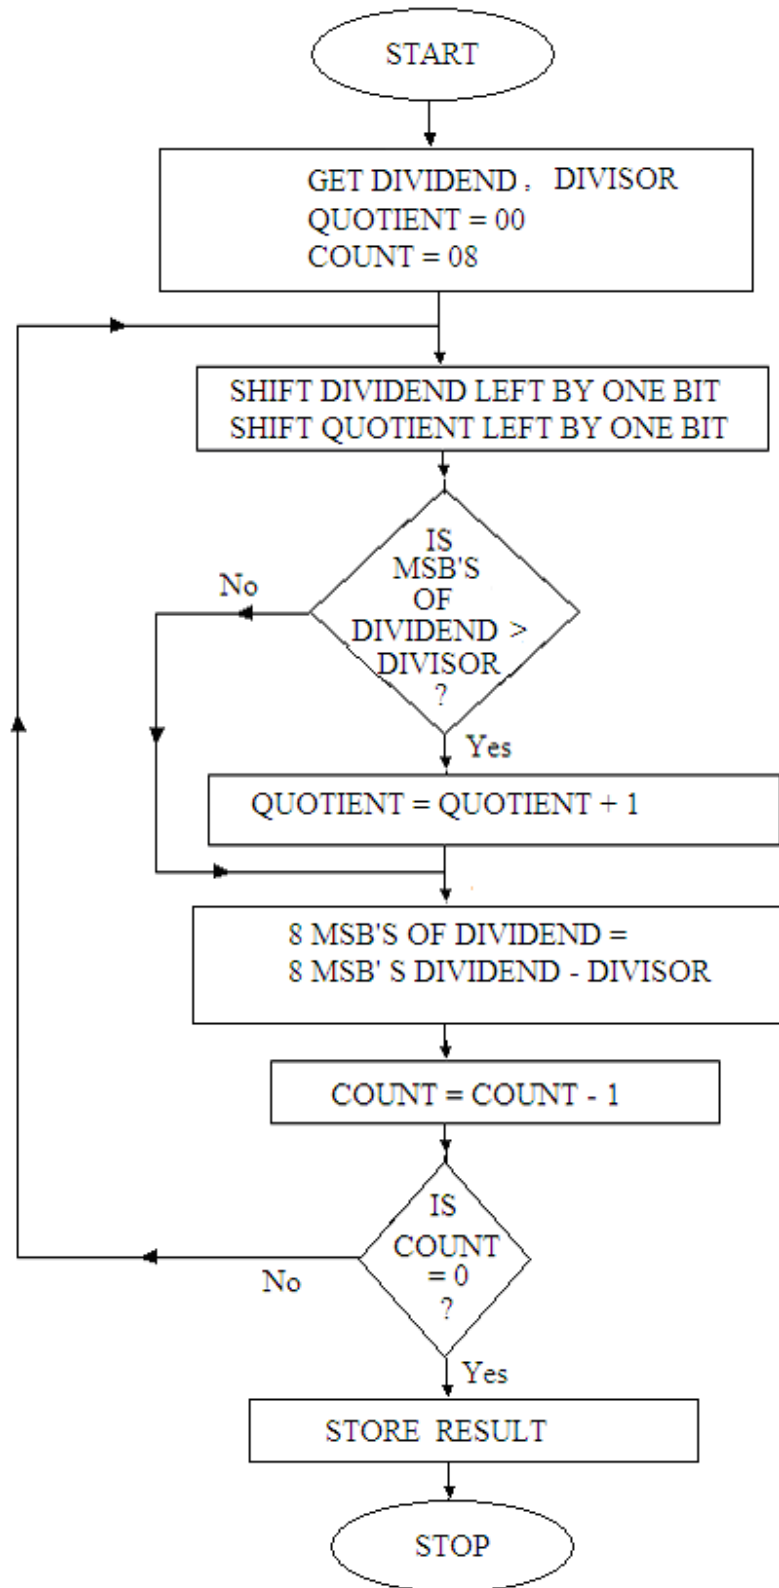 START
GET DIVIDEND , DIVISOR
QUOTIENT = 00
COUNT = 08
SHIFT DIVIDEND LEFT BY ONE BIT
SHIFT QUOTIENT LEFT BY ONE BIT
IS
MSB'S
OF
DIVIDEND >
DIVISOR
?
No
Yes
QUOTIENT = QUOTIENT + 1
8 MSB'S OF DIVIDEND =
8 MSB' S DIVIDEND - DIVISOR
COUNT = COUNT - 1
IS
COUNT
= 0
?
No
Yes
STORE RESULT
STOP